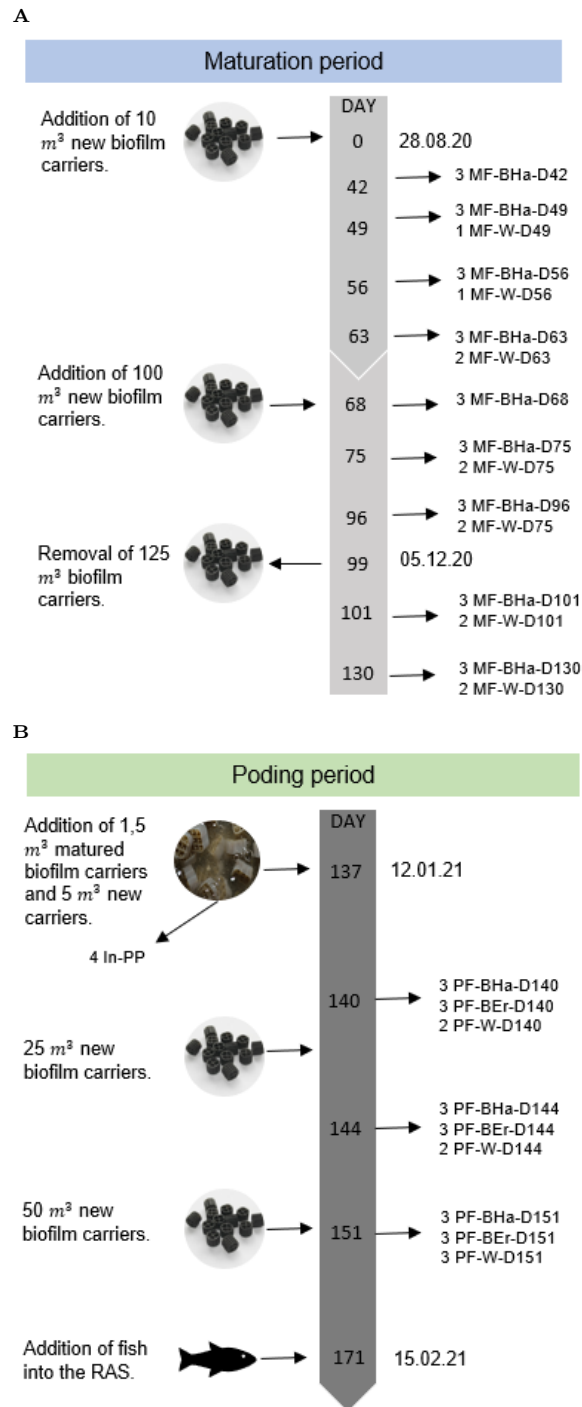 A
Maturation period
DAY
Addition of 10
m³ new biofilm
carriers.
0
28.08.20
42
3 MF-BHa-D42
49
3 MF-BHa-D49
1 MF-W-D49
56
3 MF-BHa-D56
1 MF-W-D56
63
3 MF-BHa-D63
2 MF-W-D63
Addition of 100
m³ new biofilm
carriers.
68
3 MF-BHa-D68
75
3 MF-BHa-D75
2 MF-W-D75
96
3 MF-BHa-D96
2 MF-W-D75
Removal of 125
m³ biofilm
carriers.
99
05.12.20
101
3 MF-BHa-D101
2 MF-W-D101
130
3 MF-BHa-D130
2 MF-W-D130
B
Poding period
DAY
Addition of 1,5
m³ matured
biofilm carriers
and 5 m³ new
carriers.
137
12.01.21
4 In-PP
140
3 PF-BHa-D140
3 PF-BEr-D140
2 PF-W-D140
25 m³ new
biofilm carriers.
144
3 PF-BHa-D144
3 PF-BEr-D144
2 PF-W-D144
50 m³ new
biofilm carriers.
151
3 PF-BHa-D151
3 PF-BEr-D151
3 PF-W-D151
Addition of fish
into the RAS.
171
15.02.21